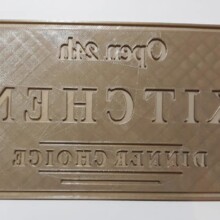 Open 24h
KITCHEN
DINNER CHOICE